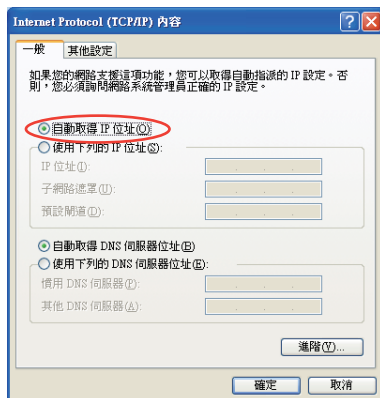 Internet Protocol (TCP/IP) 內容
一般
其他設定
如果您的網路支援這項功能，您可以取得自動指派的 IP 設定。否
則，您必須詢問網路系統管理員正確的 IP 設定。
自動取得 IP 位址(O)
使用下列的 IP 位址(S):
IP 位址(I):
子網路遮罩(U):
預設閘道(D):
自動取得 DNS 伺服器位址(B)
使用下列的 DNS 伺服器位址(E):
慣用 DNS 伺服器(P):
其他 DNS 伺服器(A):
進階(V)...
確定
取消